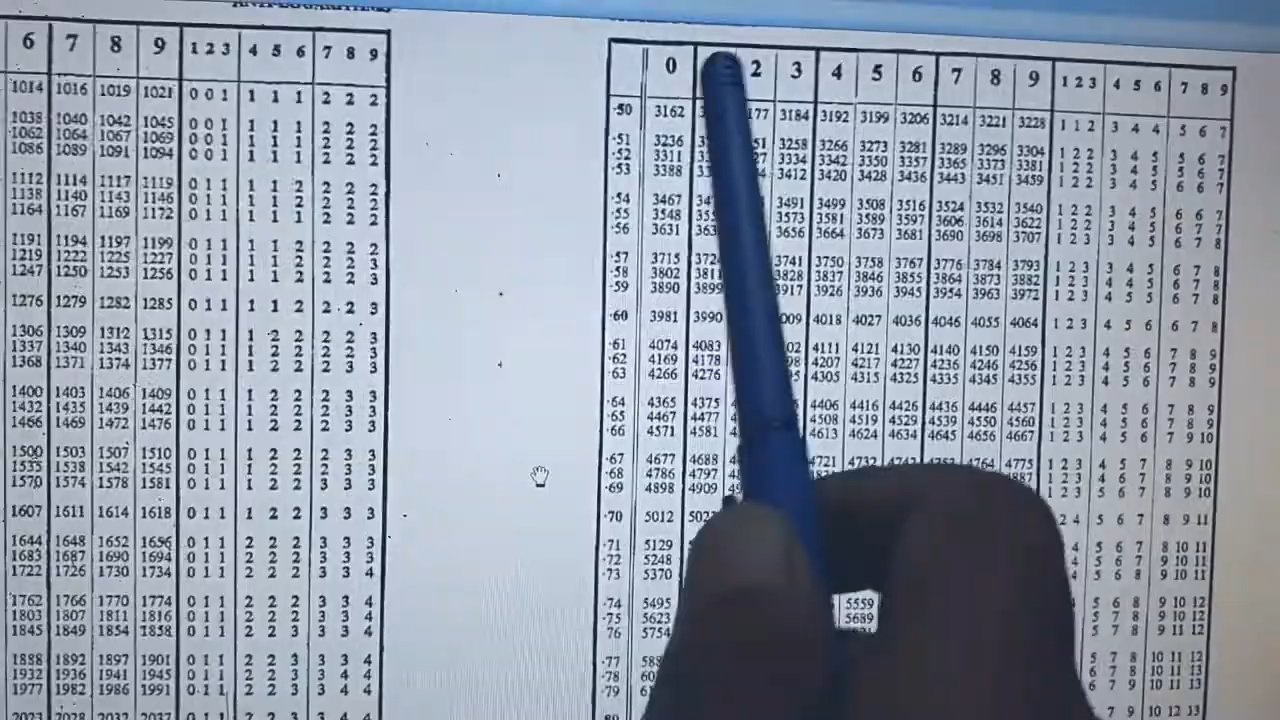 6 7 8 9 1 2 3 4 5 6 7 8 9
1014 1016 1019 1021 0 0 1 1 1 1 2 2 2
1038 1040 1042 1045 0 0 1 1 1 1 2 2 2
1062 1064 1067 1069 0 0 1 1 1 1 2 2 2
1086 1089 1091 1094 0 0 1 1 1 1 2 2 2
1112 1114 1117 1119 0 1 1 1 1 2 2 2 2
1138 1140 1143 1146 0 1 1 1 1 2 2 2 2
1164 1167 1169 1172 0 1 1 1 1 2 2 2 2
1191 1194 1197 1199 0 1 1 1 1 2 2 2 2
1219 1222 1225 1227 0 1 1 1 1 2 2 2 3
1247 1250 1253 1256 0 1 1 1 1 2 2 2 3
1276 1279 1282 1285 0 1 1 1 1 2 2 2 3
1306 1309 1312 1315 0 1 1 1 2 2 2 2 3
1337 1340 1343 1346 0 1 1 1 2 2 2 2 3
1368 1371 1374 1377 0 1 1 1 2 2 2 2 3
1400 1403 1406 1409 0 1 1 1 2 2 2 3 3
1432 1435 1439 1442 0 1 1 1 2 2 2 3 3
1466 1469 1472 1476 0 1 1 1 2 2 2 3 3
1500 1503 1507 1510 0 1 1 1 2 2 2 3 3
1535 1538 1542 1545 0 1 1 1 2 2 2 3 3
1570 1574 1578 1581 0 1 1 1 2 2 3 3 3
1607 1611 1614 1618 0 1 1 1 2 2 3 3 3
1644 1648 1652 1656 0 1 1 2 2 2 3 3 3
1683 1687 1690 1694 0 1 1 2 2 2 3 3 3
1722 1726 1730 1734 0 1 1 2 2 2 3 3 4
1762 1766 1770 1774 0 1 1 2 2 2 3 3 4
1803 1807 1811 1816 0 1 1 2 2 2 3 3 4
1845 1849 1854 1858 0 1 1 2 2 3 3 3 4
1888 1892 1897 1901 0 1 1 2 2 3 3 3 4
1932 1936 1941 1945 0 1 1 2 2 3 3 4 4
1977 1982 1986 1991 0 1 1 2 2 3 3 4 4
0 2 3 4 5 6 7 8 9 1 2 3 4 5 6 7 8 9
·50 3162 3184 3192 3199 3206 3214 3221 3228 1 1 2 3 4 4 5 6 7
·51 3236 3258 3266 3273 3281 3289 3296 3304 1 2 2 3 4 5 5 6 7
·52 3311 3334 3342 3350 3357 3365 3373 3381 1 2 2 3 4 5 5 6 7
·53 3388 3412 3420 3428 3436 3443 3451 3459 1 2 2 3 4 5 6 6 7
·54 3467 3491 3499 3508 3516 3524 3532 3540 1 2 2 3 4 5 6 6 7
·55 3548 3573 3581 3589 3597 3606 3614 3622 1 2 2 3 4 5 6 7 7
·56 3631 3656 3664 3673 3681 3690 3698 3707 1 2 3 3 4 5 6 7 8
·57 3715 3741 3750 3758 3767 3776 3784 3793 1 2 3 3 4 5 6 7 8
·58 3802 3811 3828 3837 3846 3855 3864 3873 3882 1 2 3 4 4 5 6 7 8
·59 3890 3899 3917 3926 3936 3945 3954 3963 3972 1 2 3 4 5 5 6 7 8
·60 3981 3990 4018 4027 4036 4046 4055 4064 1 2 3 4 5 6 6 7 8
·61 4074 4083 4111 4121 4130 4140 4150 4159 1 2 3 4 5 6 7 8 9
·62 4169 4178 4207 4217 4227 4236 4246 4256 1 2 3 4 5 6 7 8 9
·63 4266 4276 4305 4315 4325 4335 4345 4355 1 2 3 4 5 6 7 8 9
·64 4365 4375 4406 4416 4426 4436 4446 4457 1 2 3 4 5 6 7 8 9
·65 4467 4477 4508 4519 4529 4539 4550 4560 1 2 3 4 5 6 7 8 9
·66 4571 4581 4613 4624 4634 4645 4656 4667 1 2 3 4 5 6 7 9 10
·67 4677 4688 4721 4732 4764 4775 1 2 3 4 5 7 8 9 10
·68 4786 4797 1 2 3 4 6 7 8 9 10
·69 4898 4909 1 2 3 5 6 7 8 9 10
·70 5012 2 4 5 6 7 8 9 11
·71 5129 4 5 6 7 8 10 11
·72 5248 4 5 6 7 9 10 11
·73 5370 4 5 6 8 9 10 11
·74 5495 5559 5 6 8 9 10 12
·75 5623 5689 5 7 8 9 10 12
76 5754 5 7 8 9 11 12
·77 5 7 8 10 11 12
·78 6 7 8 10 11 13
·79 6 7 9 10 11 13
7 9 10 12 13